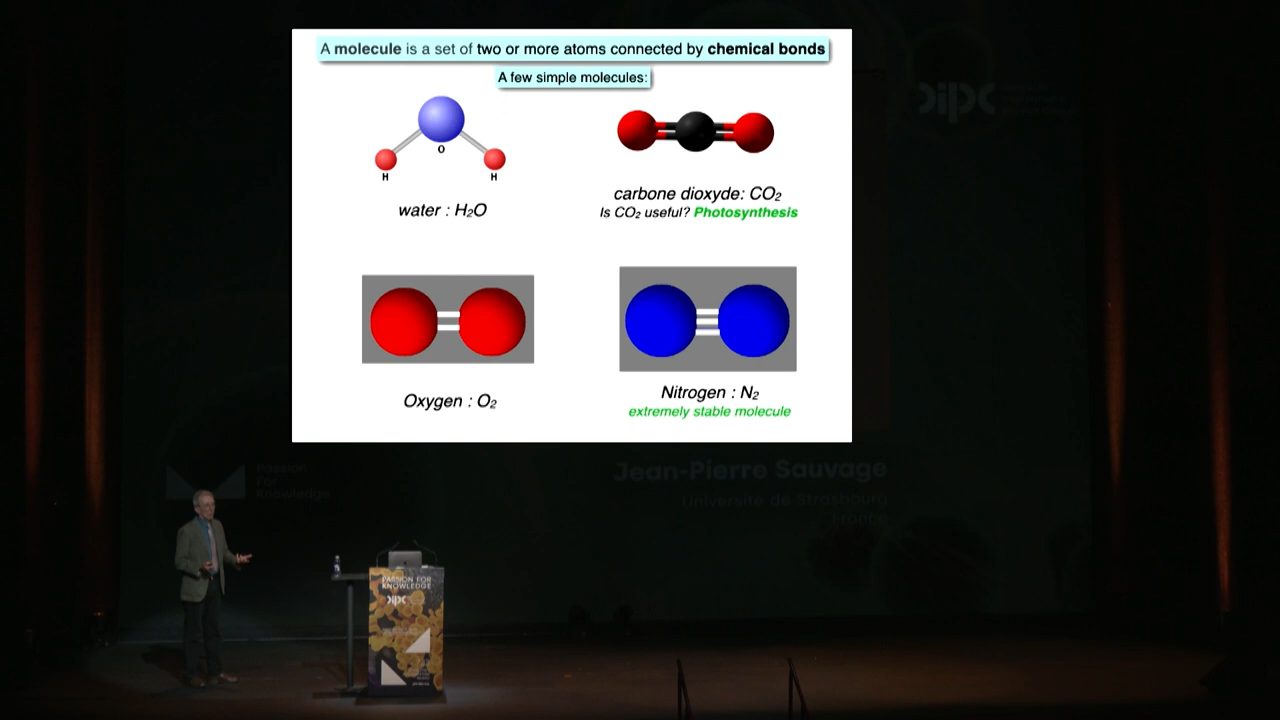 A molecule is a set of two or more atoms connected by chemical bonds
A few simple molecules:
O
H
H
water : H₂O
carbone dioxyde: CO₂
Is CO₂ useful? Photosynthesis
Oxygen : O₂
Nitrogen : N₂
extremely stable molecule
Passion
For
Knowledge
Jean-Pierre Sauvage
Université de Strasbourg
PASSION FOR
KNOWLEDGE
dipc
dipc